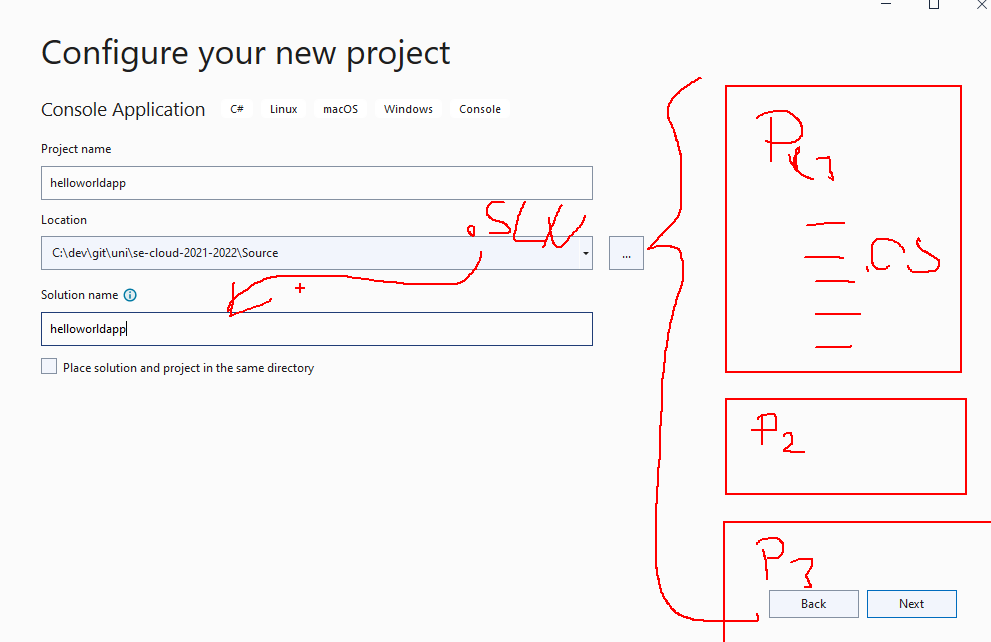 Configure your new project
Console Application C# Linux macOS Windows Console
Project name
helloworldapp
Location
.SLN
C:\dev\git\uni\se-cloud-2021-2022\Source
...
Solution name
helloworldapp
Place solution and project in the same directory
.CS
P2
P3
Back Next